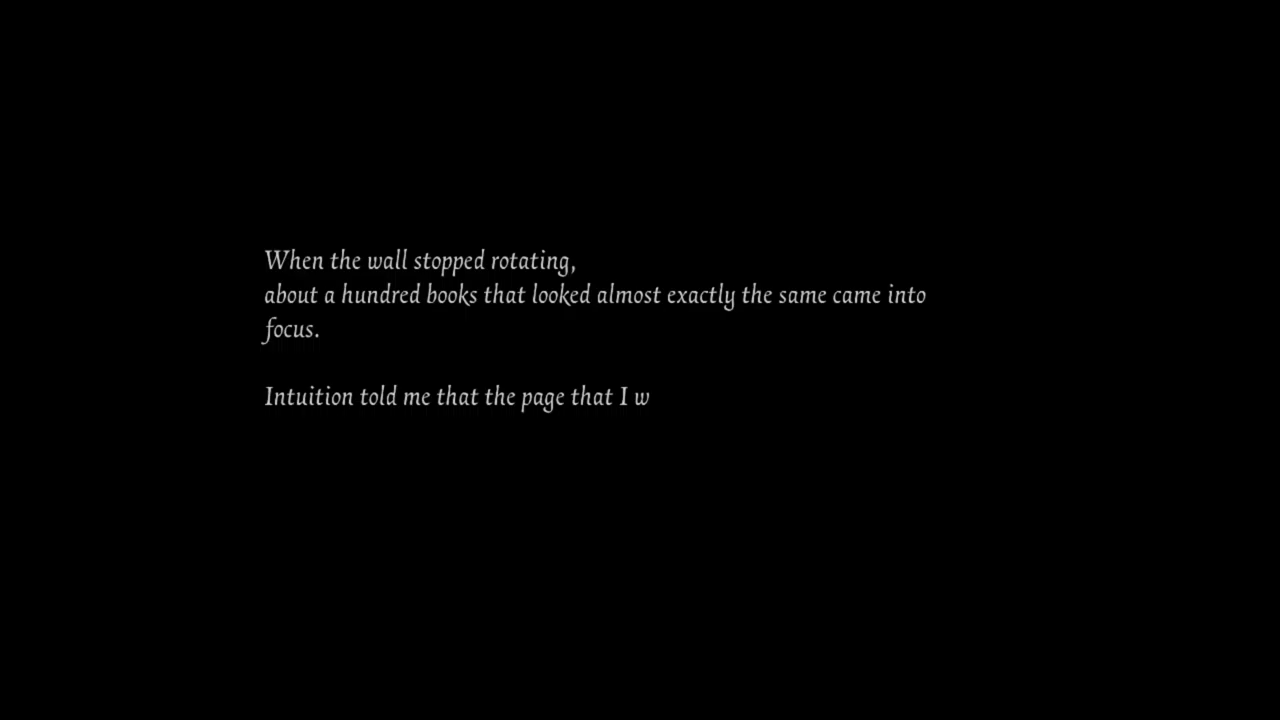 When the wall stopped rotating,
about a hundred books that looked almost exactly the same came into
focus.
Intuition told me that the page that I w